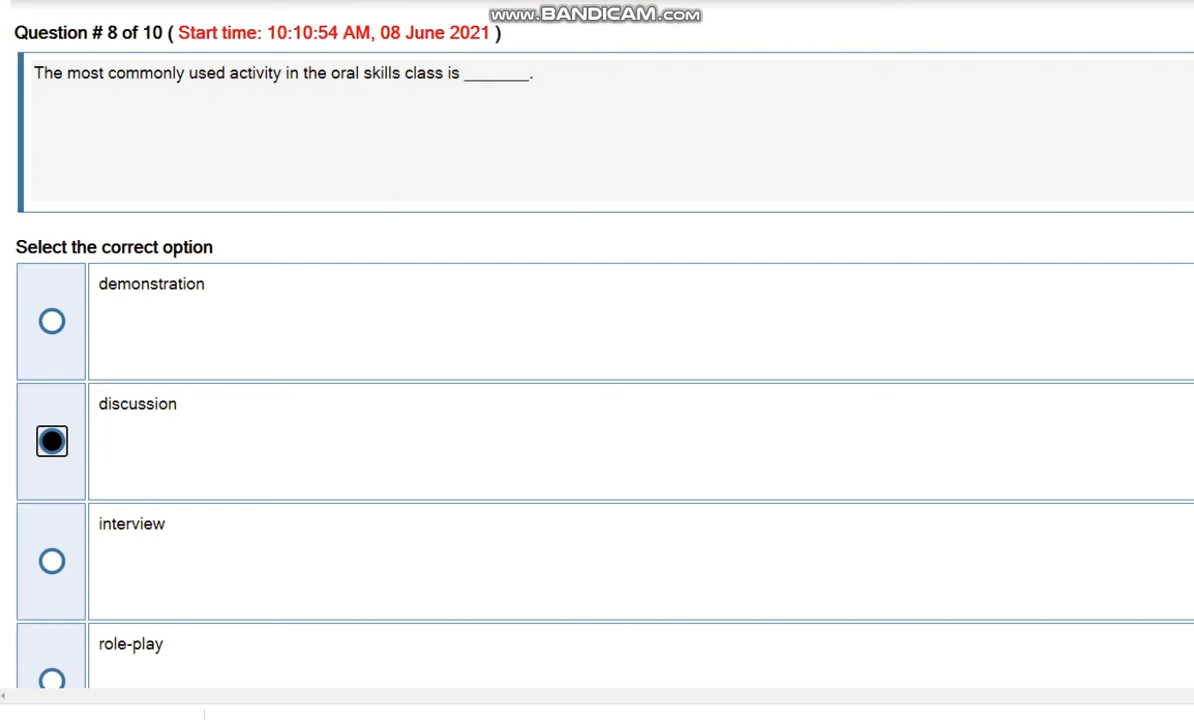 www.BANDICAM.com
Question # 8 of 10 ( Start time: 10:10:54 AM, 08 June 2021 )
The most commonly used activity in the oral skills class is _______.
Select the correct option
demonstration
discussion
interview
role-play